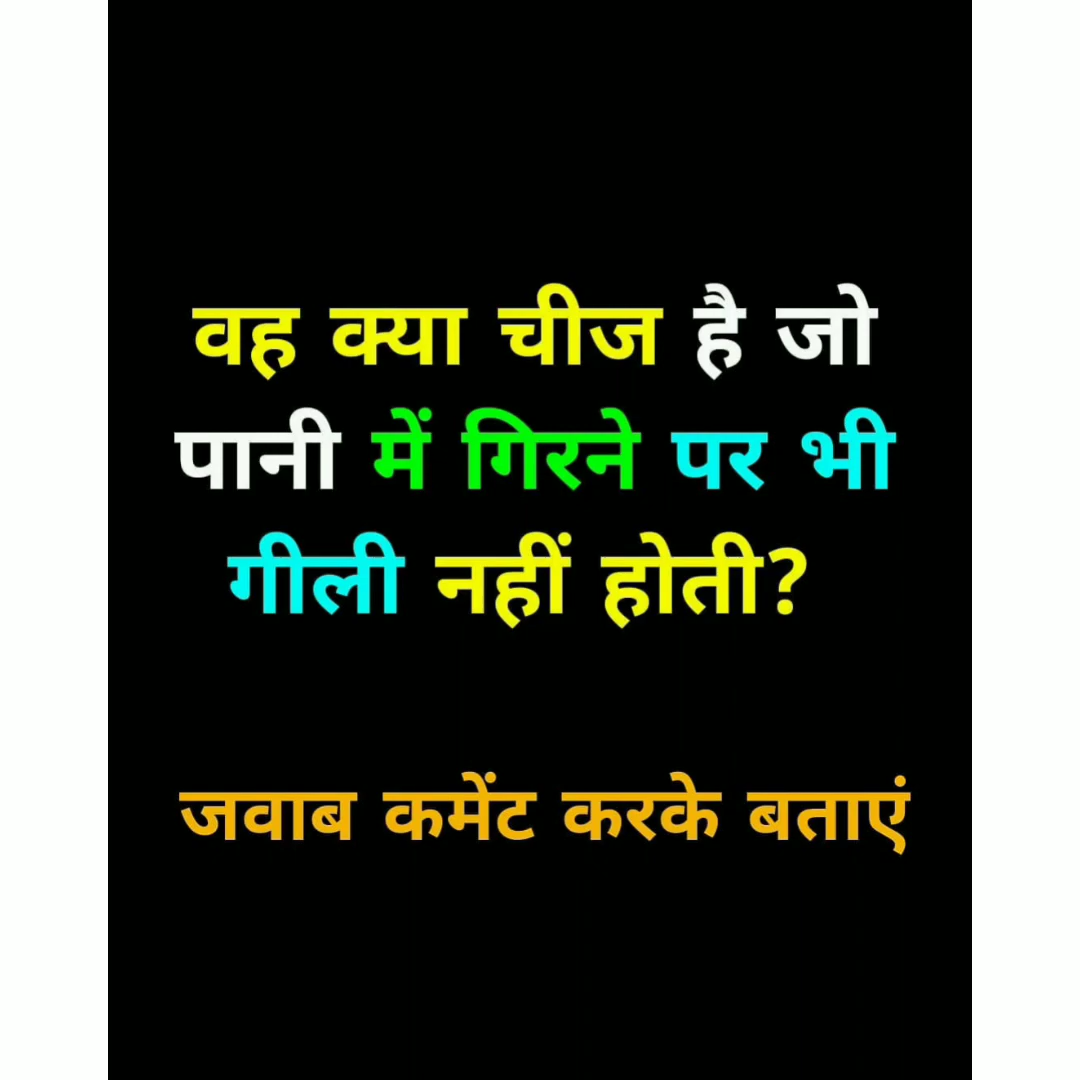 वह क्या चीज है जो
पानी में गिरने पर भी
गीली नहीं होती?
जवाब कमेंट करके बताएं